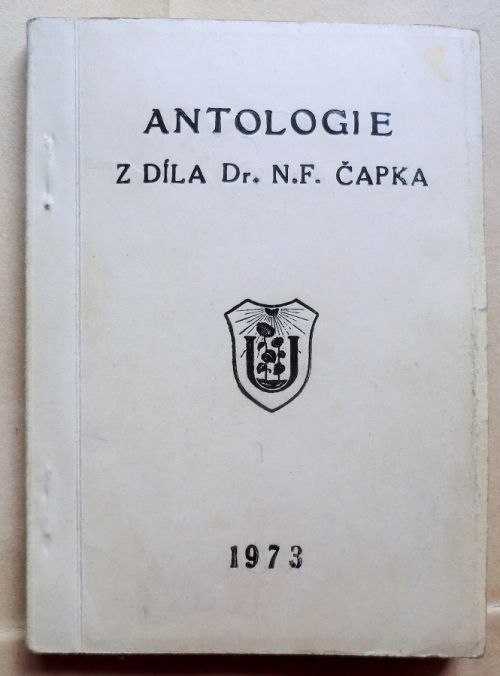 ANTOLOGIE
Z DÍLA Dr. N.F. ČAPKA
U
1973